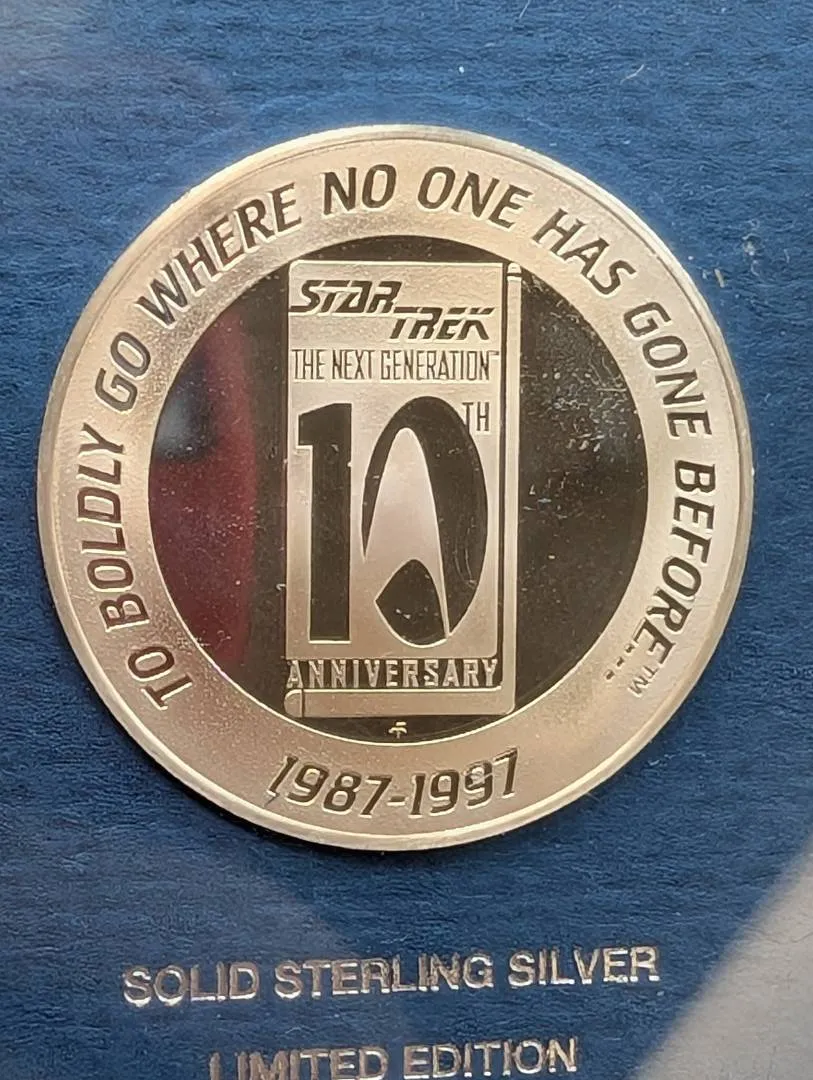 TO BOLDLY GO WHERE NO ONE HAS GONE BEFORE....™
STAR TREK
THE NEXT GENERATION™
10TH
ANNIVERSARY
1987-1997
SOLID STERLING SILVER
LIMITED EDITION